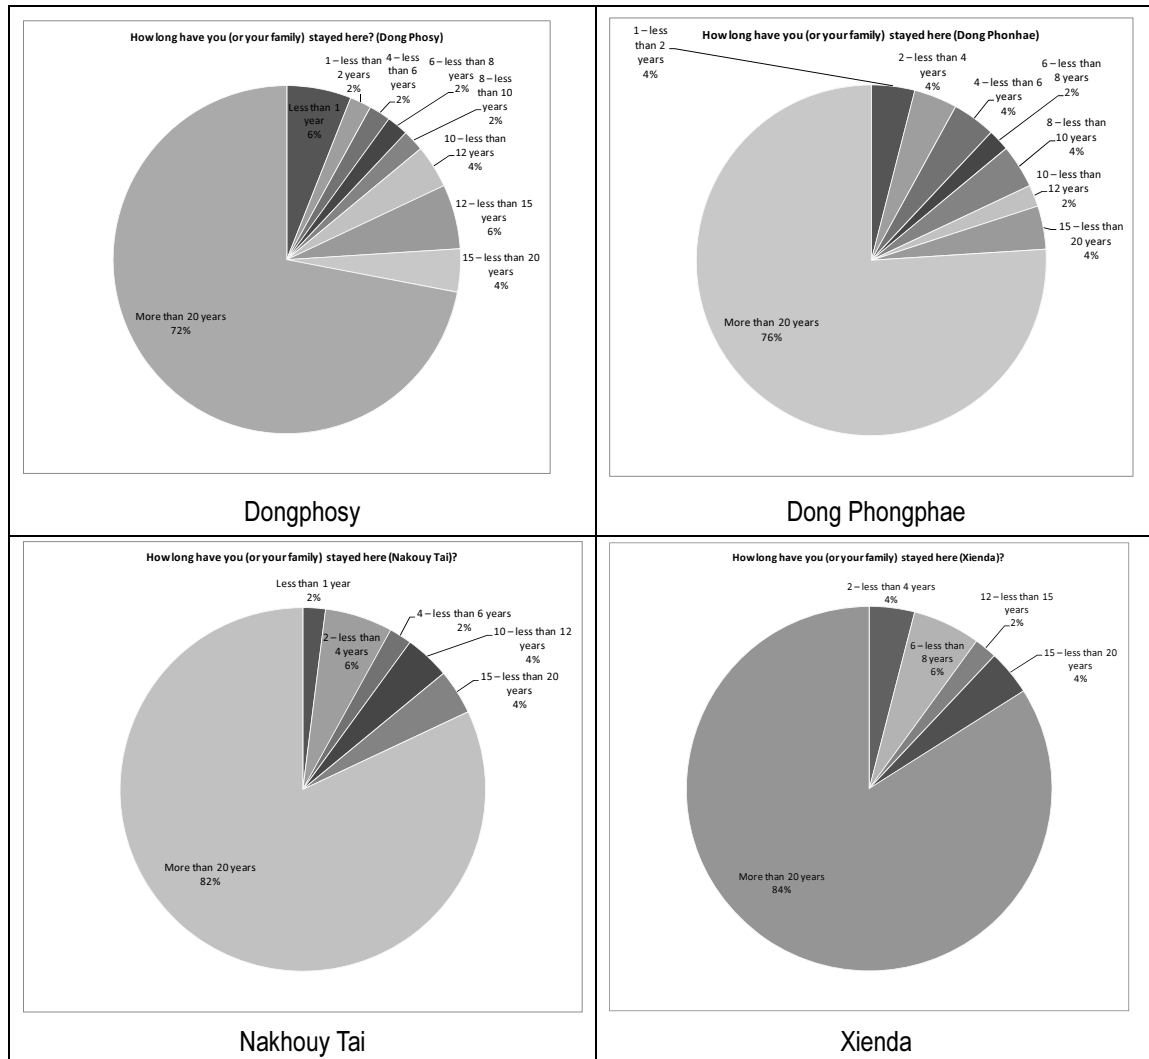 How long have you (or your family) stayed here? (Dong Phosy)
Less than 1
year
6%
1 – less than
2 years
2%
4 – less
than 6
years
2%
6 – less than 8
years
2%
8 – less
than 10
years
2%
10 – less than
12 years
4%
12 – less than 15
years
6%
15 – less than 20
years
4%
More than 20 years
72%
Dongphosy
How long have you (or your family) stayed here (Dong Phonhae)
1 – less
than 2
years
4%
2 – less than 4
years
4%
4 – less than 6
years
4%
6 – less than
8 years
2%
8 – less than
10 years
4%
10 – less than
12 years
2%
15 – less than
20 years
4%
More than 20 years
76%
Dong Phongphae
How long have you (or your family) stayed here (Nakouy Tai)?
Less than 1 year
2%
2 – less than
4 years
6%
4 – less than 6 years
2%
10 – less than 12
years
4%
15 – less than 20
years
4%
More than 20 years
82%
Nakhouy Tai
How long have you (or your family) stayed here (Xienda)?
2 – less than 4 years
4%
6 – less than
8 years
6%
12 – less than 15
years
2%
15 – less than 20
years
4%
More than 20 years
84%
Xienda